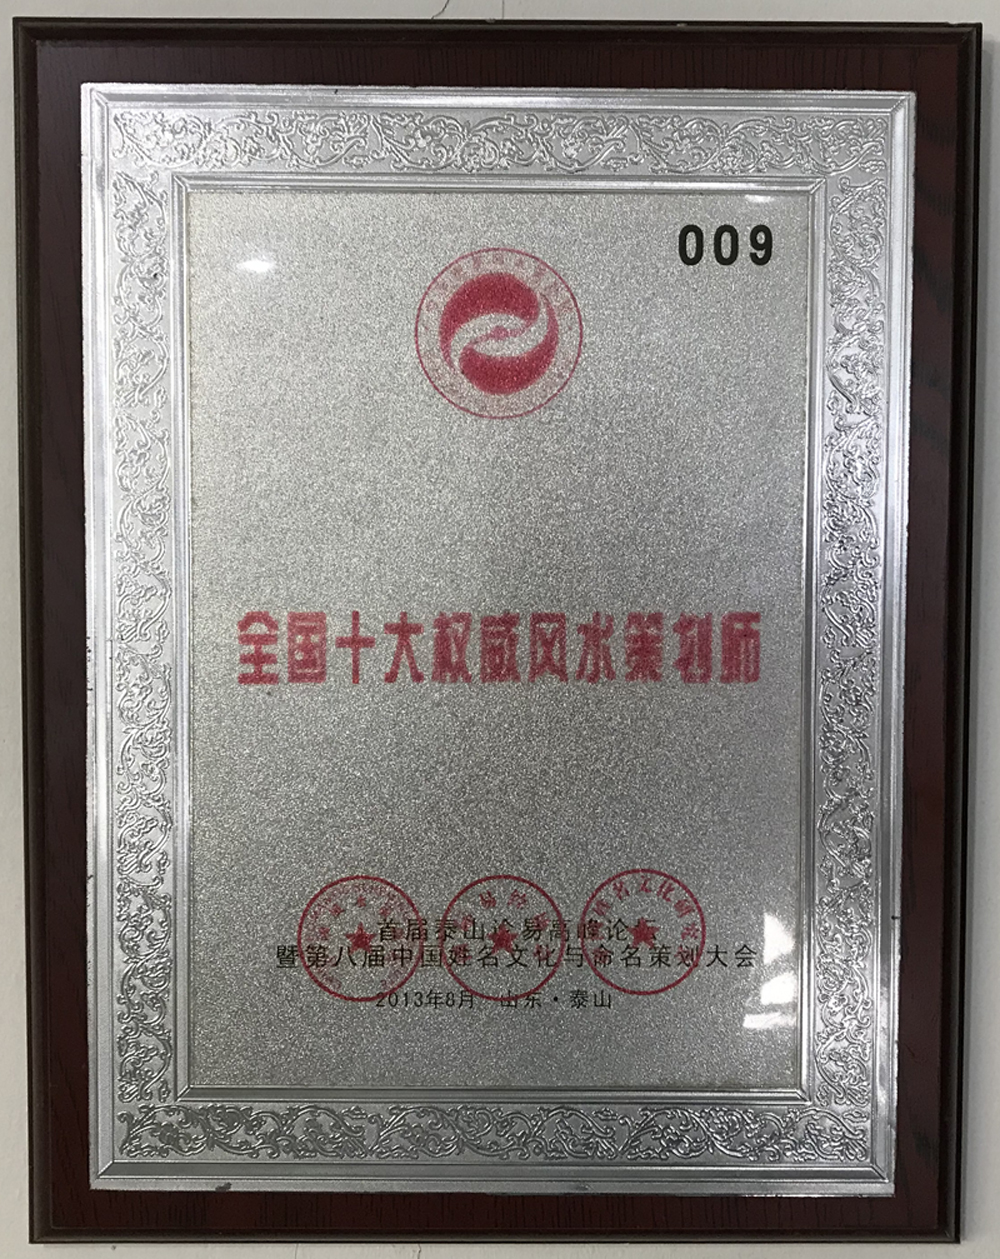 009
全国十大权威风水策划师
首届泰山论易高峰论坛
暨第八届中国姓名文化与命名策划大会
2013年8月 山东·泰山